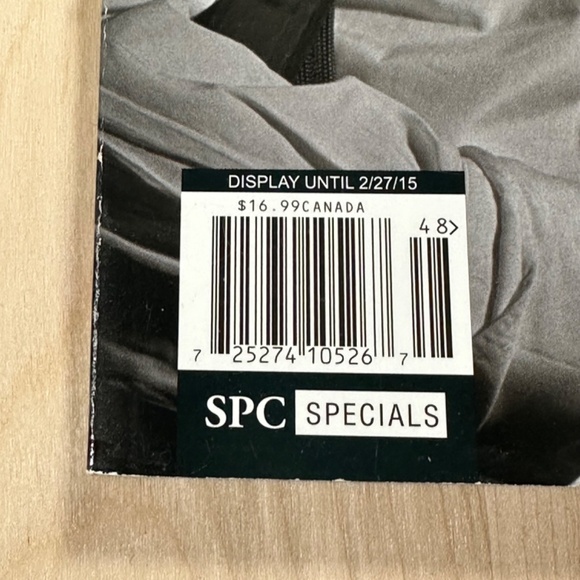 DISPLAY UNTIL 2/27/15
$16.99CANADA
48>
7 25274 10526 7
SPC SPECIALS